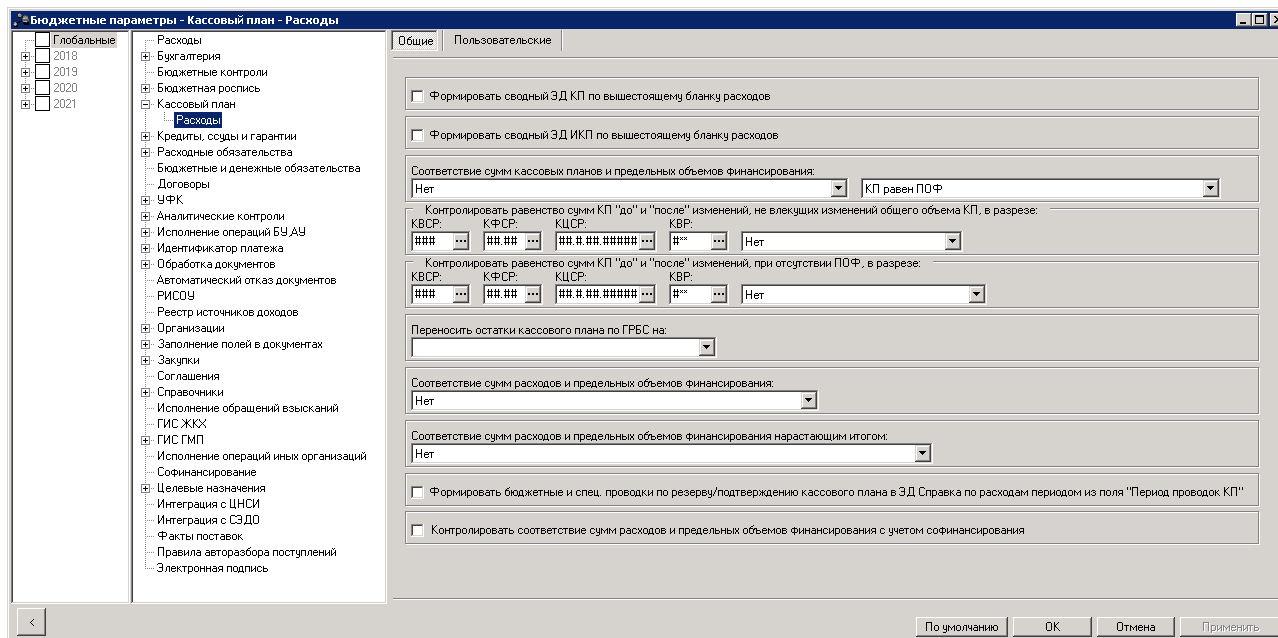 Бюджетные параметры - Кассовый план - Расходы
Глобальные
2018
2019
2020
2021
Расходы
Бухгалтерия
Бюджетные контроли
Бюджетная роспись
Кассовый план
Расходы
Кредиты, ссуды и гарантии
Расходные обязательства
Бюджетные и денежные обязательства
Договоры
УФК
Аналитические контроли
Исполнение операций БУ,АУ
Идентификатор платежа
Обработка документов
Автоматический отказ документов
РИСОУ
Реестр источников доходов
Организации
Заполнение полей в документах
Закупки
Соглашения
Справочники
Исполнение обращений взысканий
ГИС ЖКХ
ГИС ГМП
Исполнение операций иных организаций
Софинансирование
Целевые назначения
Интеграция с ЦНСИ
Интеграция с СЭДО
Факты поставок
Правила авторазбора поступлений
Электронная подпись
Общие Пользовательские
Формировать сводный ЭД КП по вышестоящему бланку расходов
Формировать сводный ЭД ИКП по вышестоящему бланку расходов
Соответствие сумм кассовых планов и предельных объемов финансирования:
Нет КП равен ПОФ
Контролировать равенство сумм КП "до" и "после" изменений, не влекущих изменений общего объема КП, в разрезе:
КВСР: КФСР: КЦСР: КВР:
### ... ##.## ... ##.#.##.##### ... #** ... Нет
Контролировать равенство сумм КП "до" и "после" изменений, при отсутствии ПОФ, в разрезе:
КВСР: КФСР: КЦСР: КВР:
### ... ##.## ... ##.#.##.##### ... #** ... Нет
Переносить остатки кассового плана по ГРБС на:
Соответствие сумм расходов и предельных объемов финансирования:
Нет
Соответствие сумм расходов и предельных объемов финансирования нарастающим итогом:
Нет
Формировать бюджетные и спец. проводки по резерву/подтверждению кассового плана в ЭД Справка по расходам периодом из поля "Период проводок КП"
Контролировать соответствие сумм расходов и предельных объемов финансирования с учетом софинансирования
< По умолчанию OK Отмена Применить